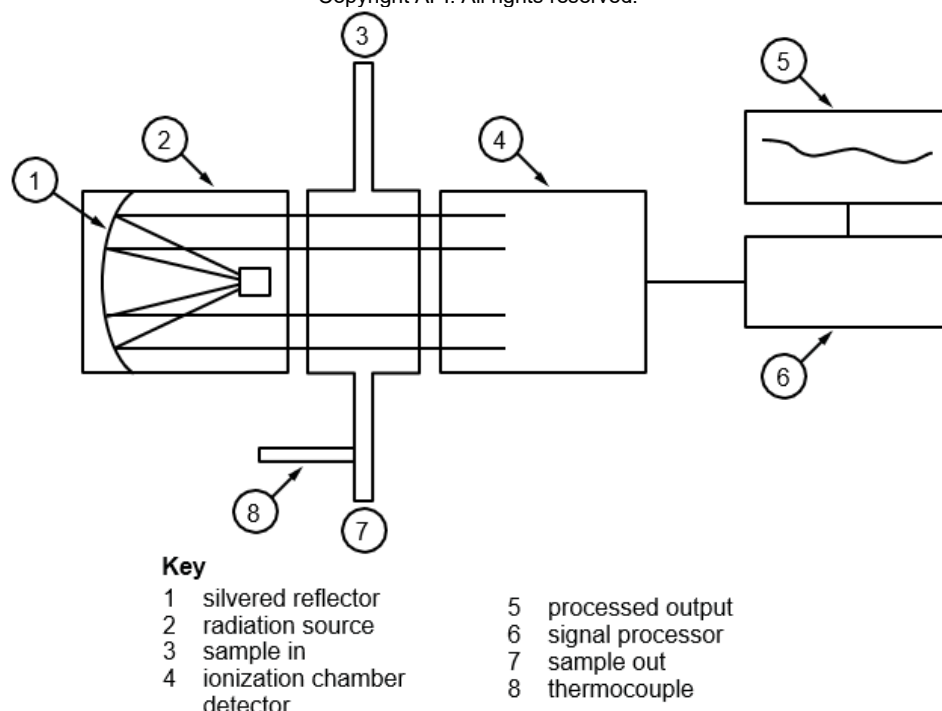 Copyright API. All rights reserved.
3
5
2
4
1
6
8
7
Key
1 silvered reflector
2 radiation source
3 sample in
4 ionization chamber
detector
5 processed output
6 signal processor
7 sample out
8 thermocouple